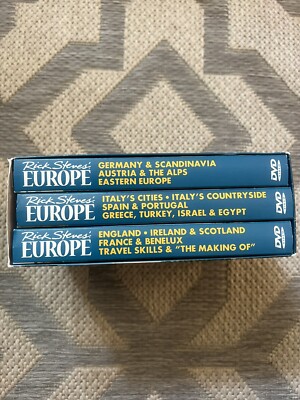 Rick Steves'
EUROPE
GERMANY & SCANDINAVIA
AUSTRIA & THE ALPS
EASTERN EUROPE
DVD
Rick Steves'
EUROPE
ITALY'S CITIES • ITALY'S COUNTRYSIDE
SPAIN & PORTUGAL
GREECE, TURKEY, ISRAEL & EGYPT
DVD
Rick Steves'
EUROPE
ENGLAND • IRELAND & SCOTLAND
FRANCE & BENELUX
TRAVEL SKILLS & "THE MAKING OF"
DVD